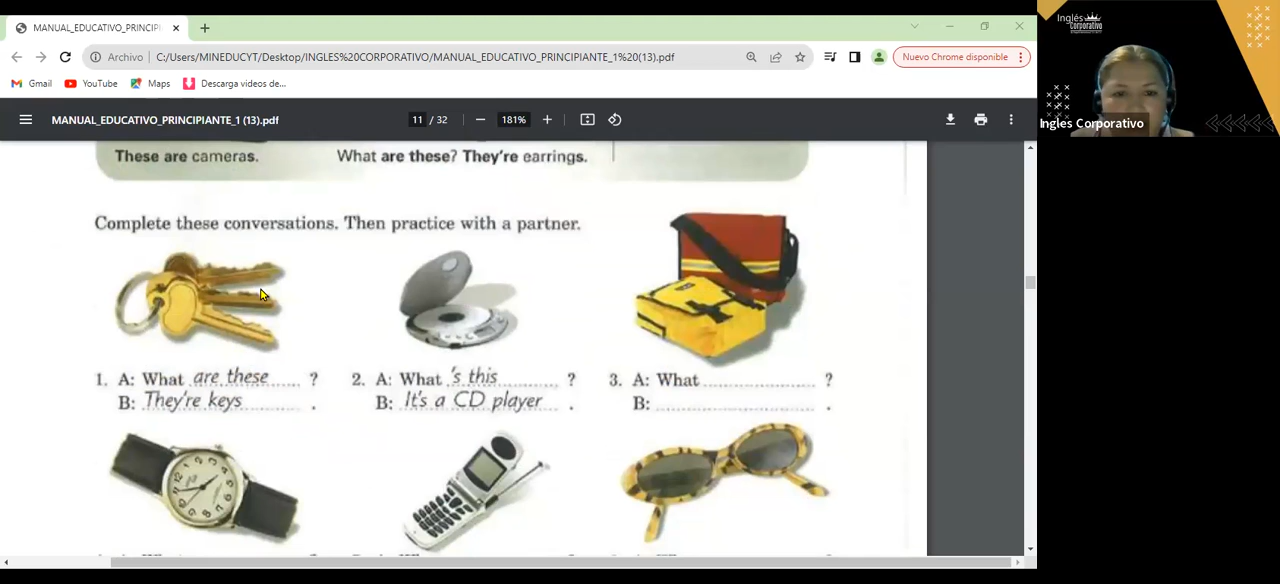 MANUAL_EDUCATIVO_PRINCIPI
Archivo C:/Users/MINEDUCYT/Desktop/INGLES%20CORPORATIVO/MANUAL_EDUCATIVO_PRINCIPIANTE_1%20(13).pdf
Nuevo Chrome disponible
Gmail YouTube Maps Descarga videos de...
MANUAL_EDUCATIVO_PRINCIPIANTE_1 (13).pdf 11 / 32 181%
Inglés
Corporativo
Ingles Corporativo
These are cameras. What are these? They're earrings.
Complete these conversations. Then practice with a partner.
1. A: What are these ?
B: They're keys .
2. A: What 's this ?
B: It's a CD player .
3. A: What ?
B: .